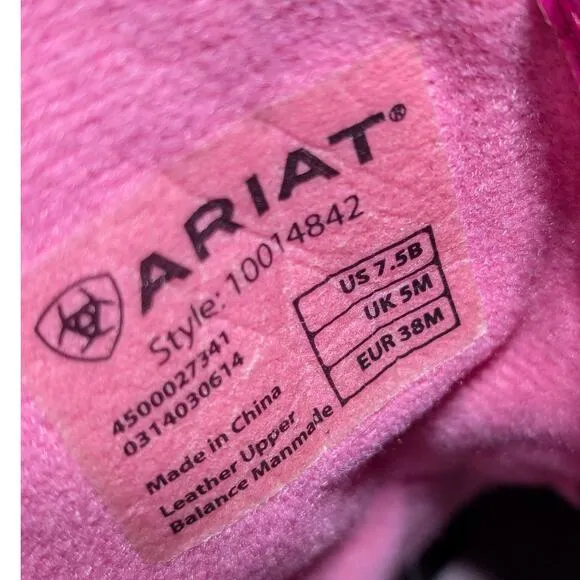 ARIAT®
Style: 10014842
4500027341
0314030614
US 7.5B
UK 5M
EUR 38M
Made in China
Leather Upper
Balance Manmade